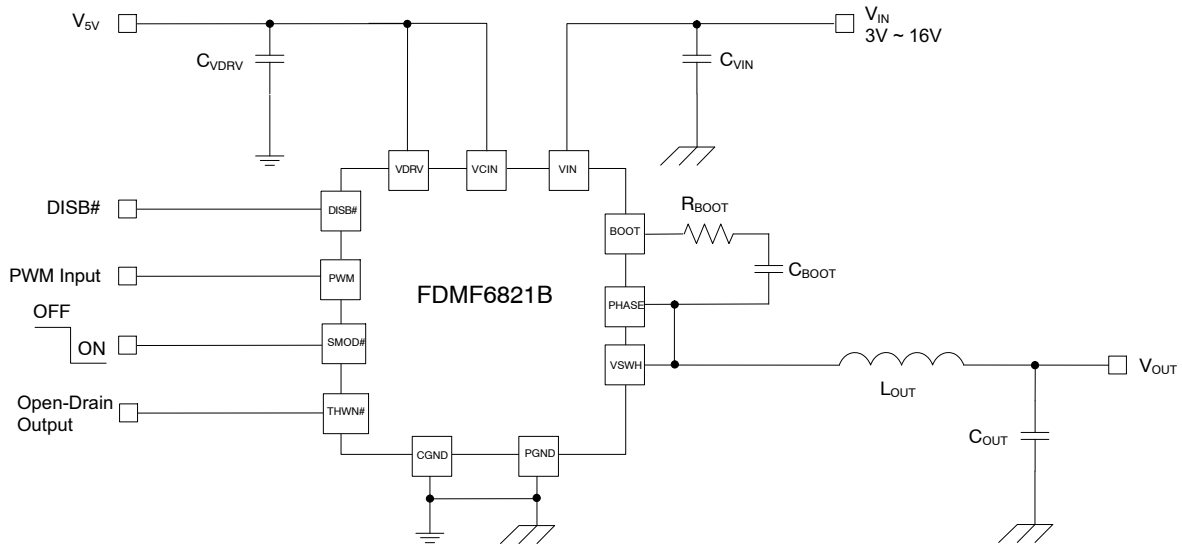 V5V
VIN
3V ~ 16V
CVDRV
CVIN
VDRV
VCIN
VIN
DISB#
DISB#
RBOOT
BOOT
PWM Input
PWM
CBOOT
FDMF6821B
PHASE
OFF
ON
SMOD#
VSWH
VOUT
LOUT
Open-Drain
Output
THWN#
COUT
CGND
PGND